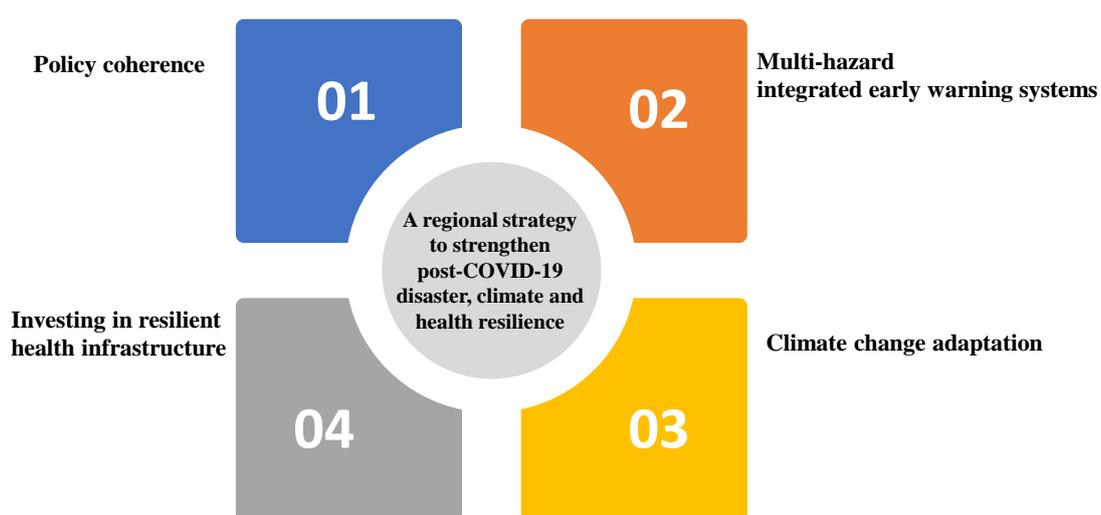 Policy coherence
01
02
Multi-hazard
integrated early warning systems
A regional strategy
to strengthen
post-COVID-19
disaster, climate and
health resilience
Investing in resilient
health infrastructure
04
03
Climate change adaptation